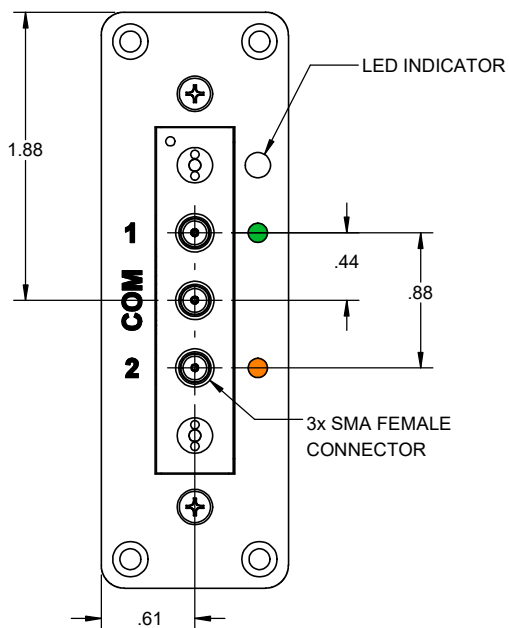 LED INDICATOR
1.88
1
.44
.88
COM
2
3x SMA FEMALE
CONNECTOR
.61